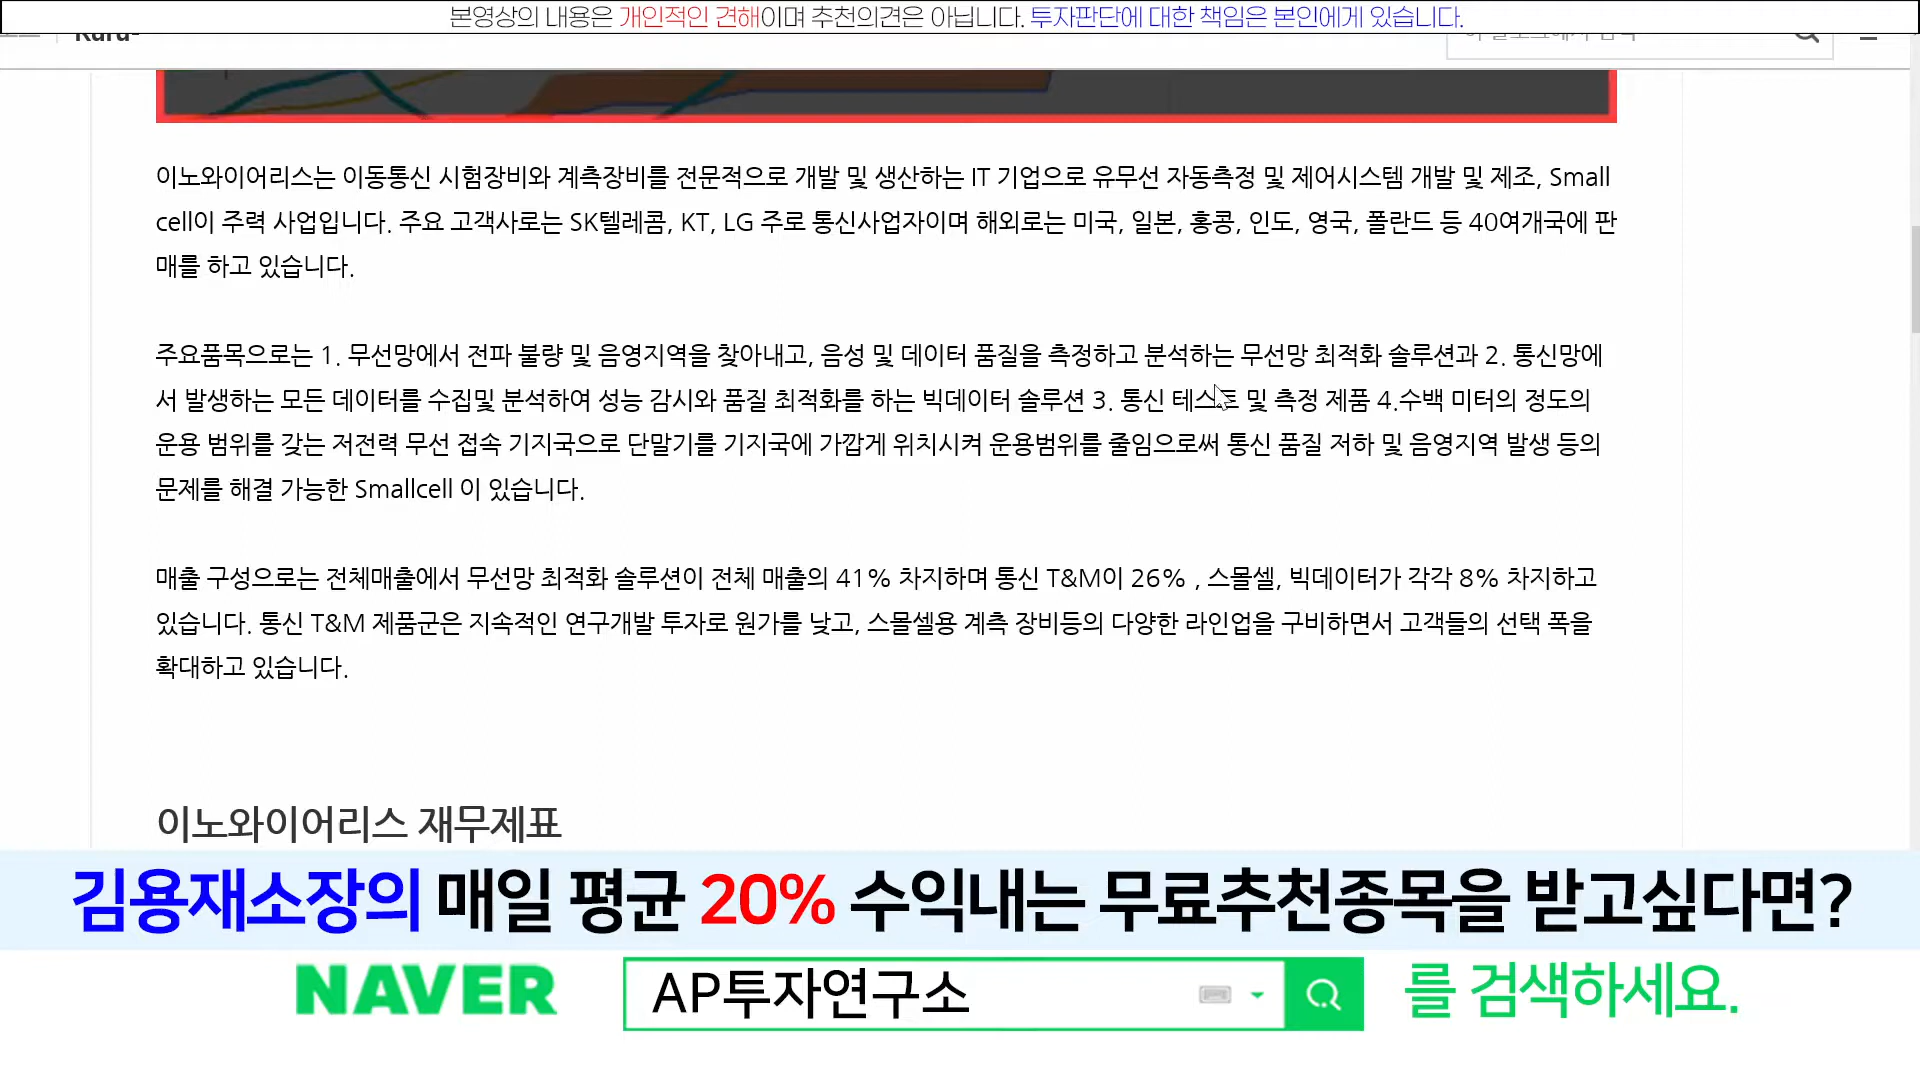 본영상의 내용은 개인적인 견해이며 추천의견은 아닙니다. 투자판단에 대한 책임은 본인에게 있습니다.
이노와이어리스는 이동통신 시험장비와 계측장비를 전문적으로 개발 및 생산하는 IT 기업으로 유무선 자동측정 및 제어시스템 개발 및 제조, Small
cell이 주력 사업입니다. 주요 고객사로는 SK텔레콤, KT, LG 주로 통신사업자이며 해외로는 미국, 일본, 홍콩, 인도, 영국, 폴란드 등 40여개국에 판
매를 하고 있습니다.
주요품목으로는 1. 무선망에서 전파 불량 및 음영지역을 찾아내고, 음성 및 데이터 품질을 측정하고 분석하는 무선망 최적화 솔루션과 2. 통신망에
서 발생하는 모든 데이터를 수집및 분석하여 성능 감시와 품질 최적화를 하는 빅데이터 솔루션 3. 통신 테스트 및 측정 제품 4.수백 미터의 정도의
운용 범위를 갖는 저전력 무선 접속 기지국으로 단말기를 기지국에 가깝게 위치시켜 운용범위를 줄임으로써 통신 품질 저하 및 음영지역 발생 등의
문제를 해결 가능한 Smallcell 이 있습니다.
매출 구성으로는 전체매출에서 무선망 최적화 솔루션이 전체 매출의 41% 차지하며 통신 T&M이 26% , 스몰셀, 빅데이터가 각각 8% 차지하고
있습니다. 통신 T&M 제품군은 지속적인 연구개발 투자로 원가를 낮고, 스몰셀용 계측 장비등의 다양한 라인업을 구비하면서 고객들의 선택 폭을
확대하고 있습니다.
이노와이어리스 재무제표
김용재소장의 매일 평균 20% 수익내는 무료추천종목을 받고싶다면?
NAVER AP투자연구소 를 검색하세요.